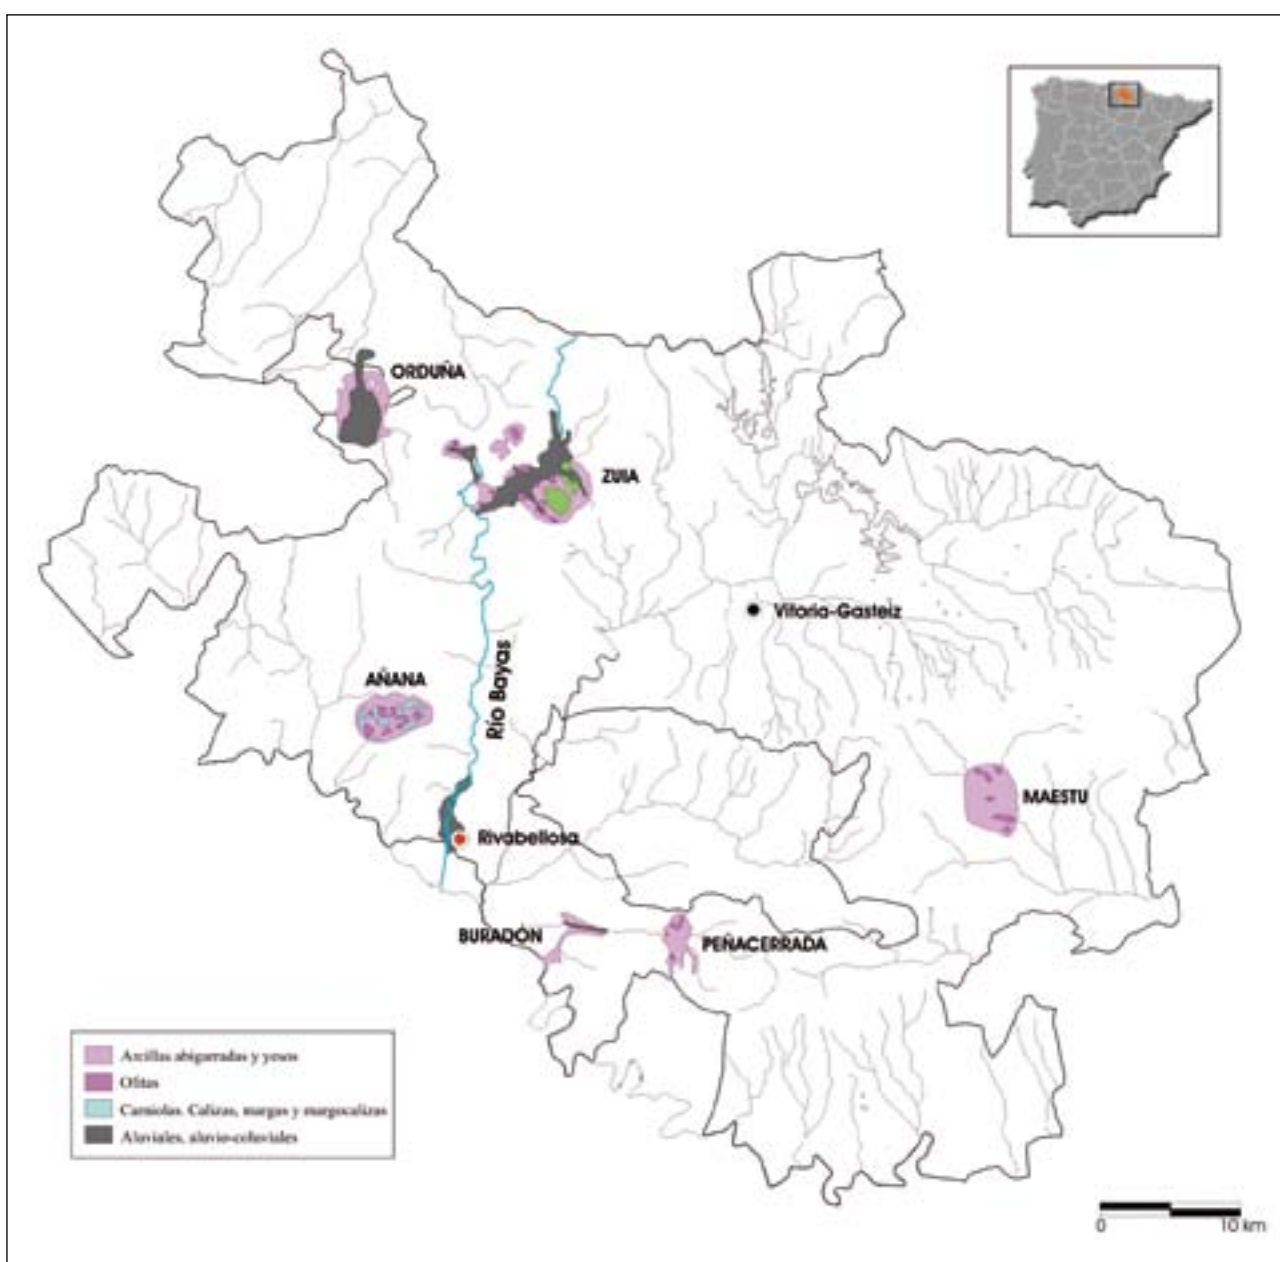 ORDUÑA
ZUIA
Vitoria-Gasteiz
AÑANA
Río Bayas
MAESTU
Rivabellosa
BURADÓN
PEÑACERRADA
Arcillas abigarradas y yesos
Ofitas
Carniolas. Calizas, margas y margocalizas
Aluviales, aluvio-coluviales
0 10 km